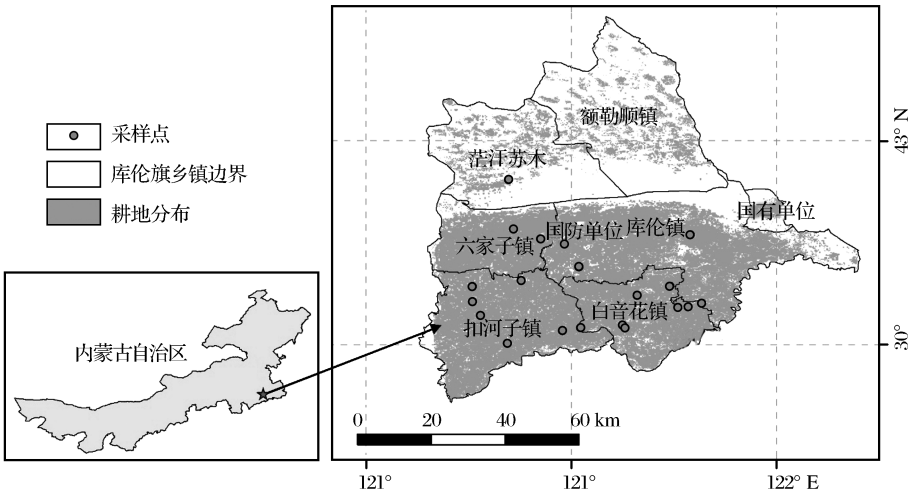 额勒顺镇
采样点
茫汗苏木
43° N
库伦旗乡镇边界
耕地分布
国有单位
六家子镇
国防单位
库伦镇
白音花镇
扣河子镇
内蒙古自治区
30°
0 20 40 60 km
121° 121° 122° E